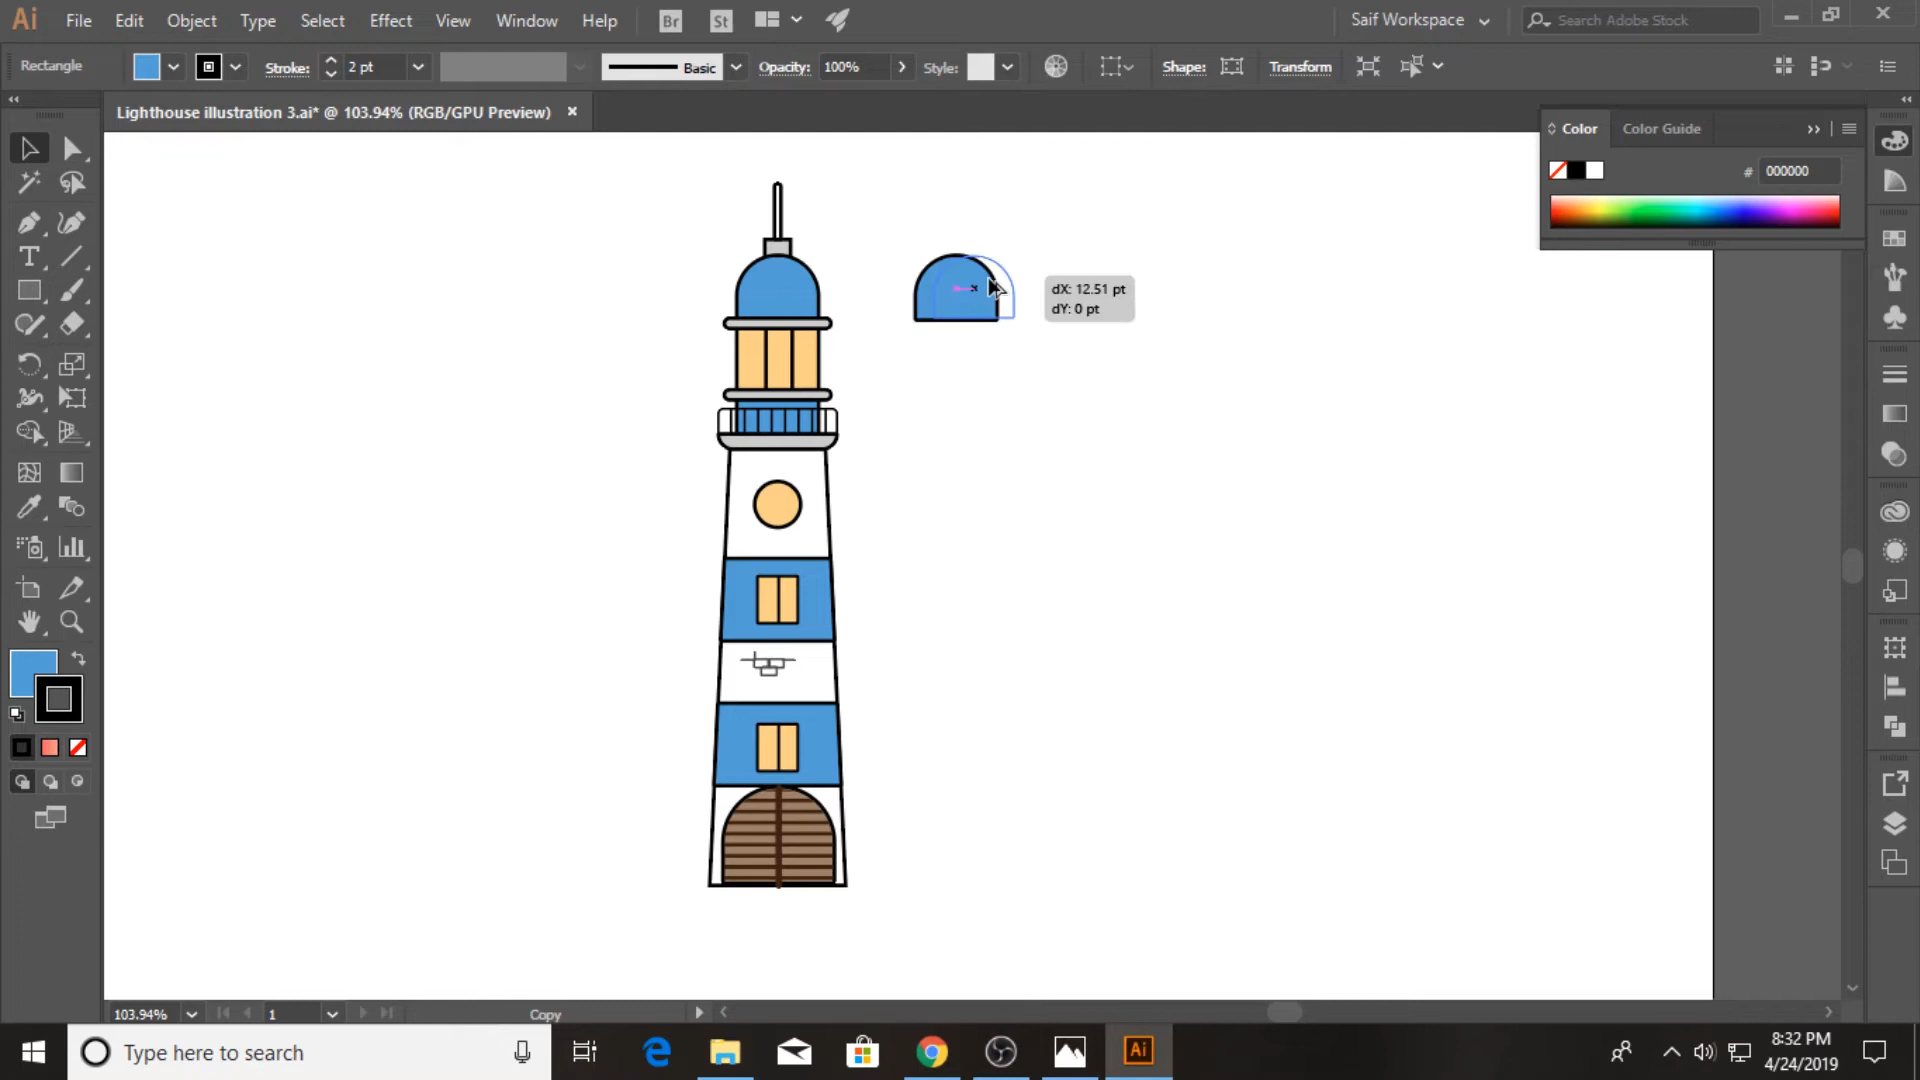 Ai File Edit Object Type Select Effect View Window Help Br St Saif Workspace Search Adobe Stock
Rectangle Stroke: 2 pt Basic Opacity: 100% Style: Shape: Transform
Lighthouse illustration 3.ai* @ 103.94% (RGB/GPU Preview)
Color Color Guide
# 000000
dX: 12.51 pt
dY: 0 pt
103.94% 1 Copy
Type here to search
Ai
8:32 PM
4/24/2019